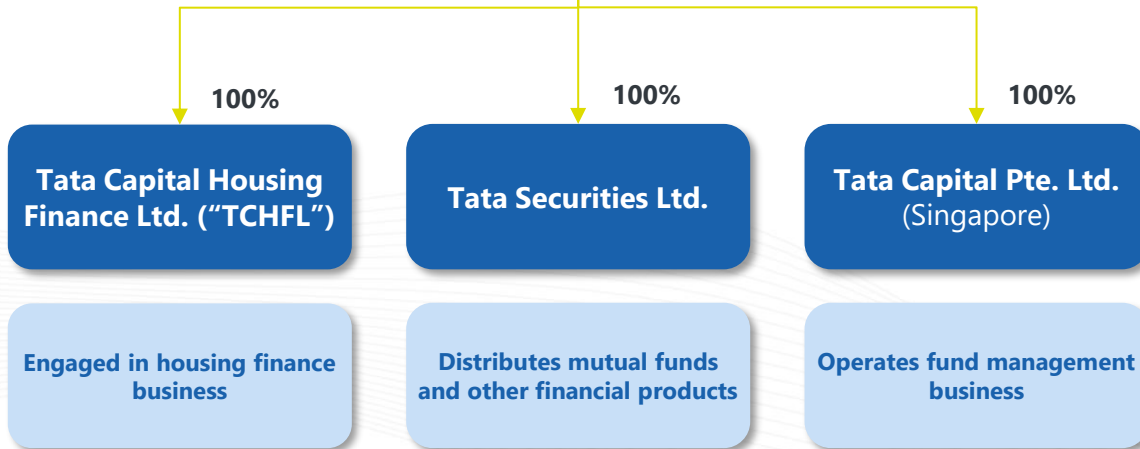 100%
100%
100%
Tata Capital Housing
Finance Ltd. (“TCHFL”)
Tata Securities Ltd.
Tata Capital Pte. Ltd.
(Singapore)
Engaged in housing finance
business
Distributes mutual funds
and other financial products
Operates fund management
business